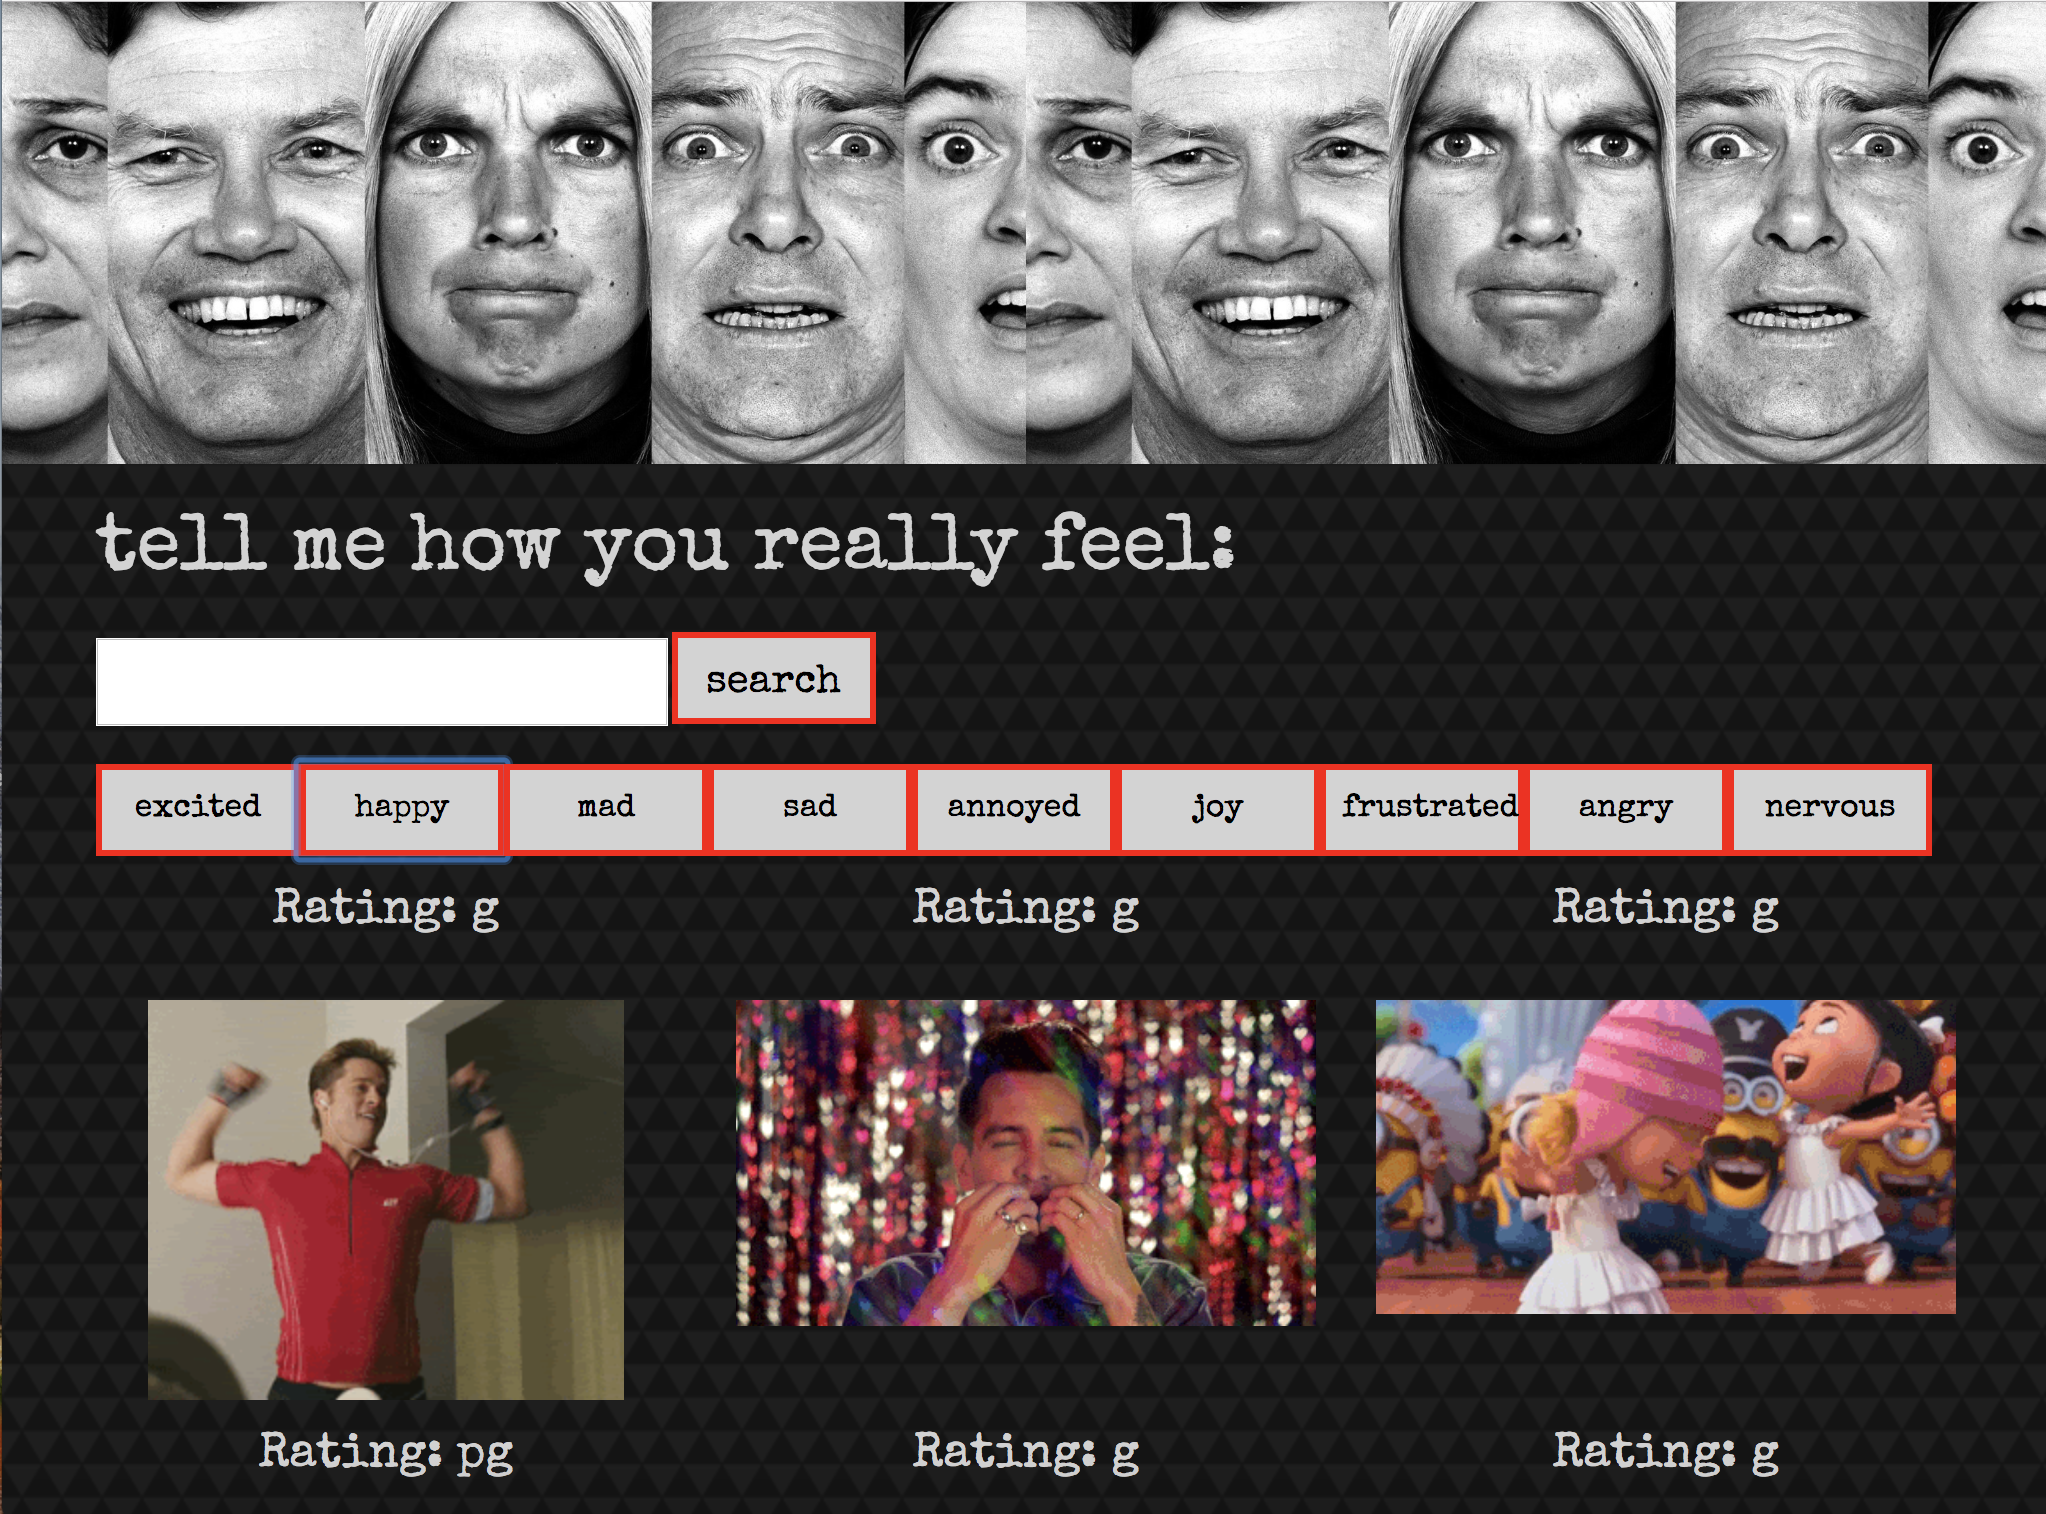 tell me how you really feel:
search
excited happy mad sad annoyed joy frustrated angry nervous
Rating: g Rating: g Rating: g
Rating: pg Rating: g Rating: g